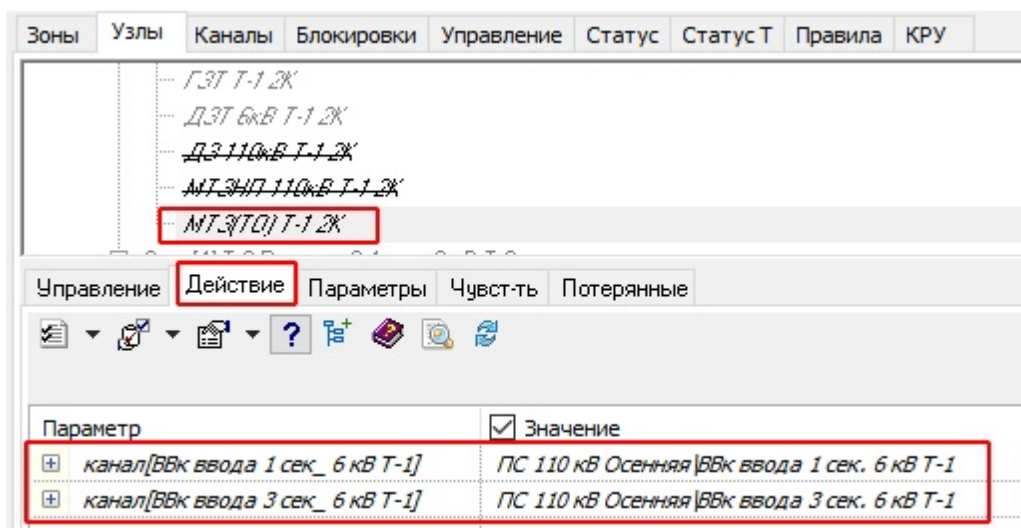 Зоны Узлы Каналы Блокировки Управление Статус Статус Т Правила КРУ
ГЗТ Т-1 2К
ДЗТ 6кВ Т-1 2К
ДЗ 110кВ Т-1 2К
МТЗНП 110кВ Т-1 2К
МТЗ(ТО) Т-1 2К
Управление Действие Параметры Чувст-ть Потерянные
Параметр Значение
канал[ВВк ввода 1 сек_ 6 кВ Т-1] ПС 110 кВ Осенняя|ВВк ввода 1 сек. 6 кВ Т-1
канал[ВВк ввода 3 сек_ 6 кВ Т-1] ПС 110 кВ Осенняя|ВВк ввода 3 сек. 6 кВ Т-1